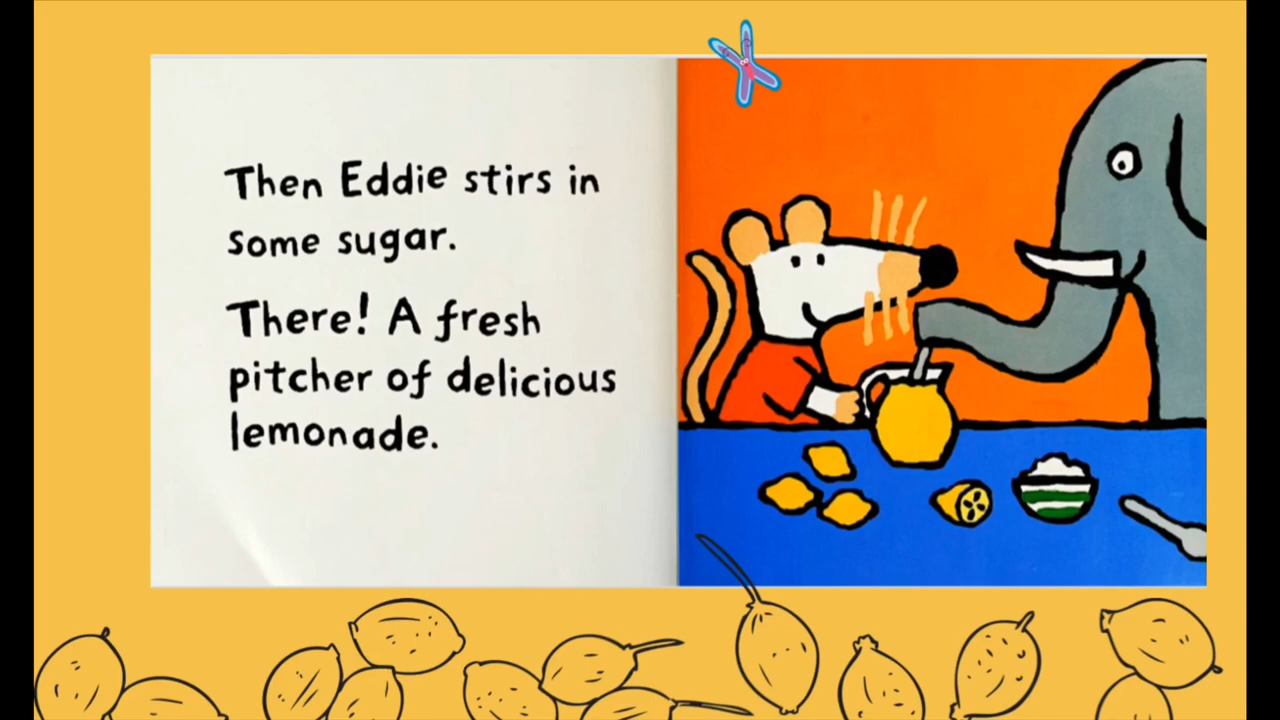 Then Eddie stirs in
some sugar.
There! A fresh
pitcher of delicious
lemonade.